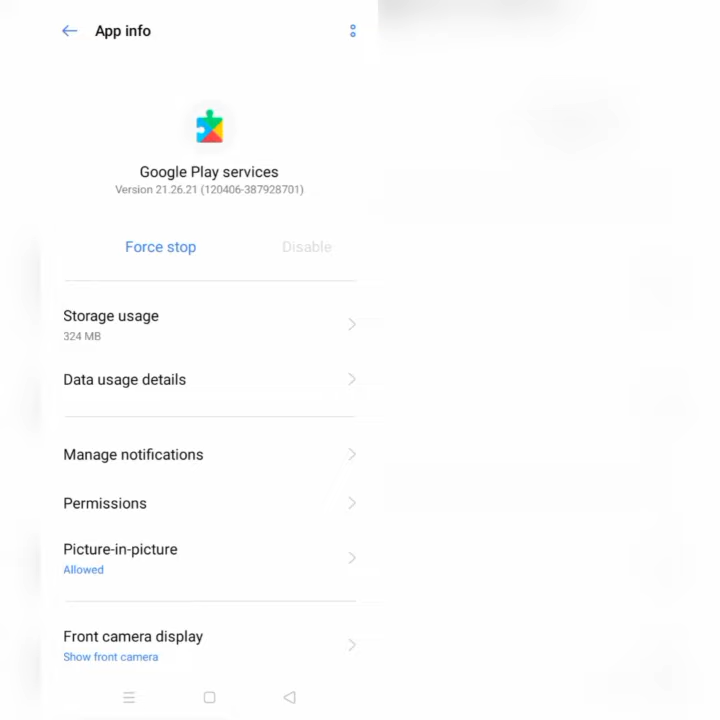 App info
Google Play services
Version 21.26.21 (120406-387928701)
Force stop
Disable
Storage usage
324 MB
Data usage details
Manage notifications
Permissions
Picture-in-picture
Allowed
Front camera display
Show front camera